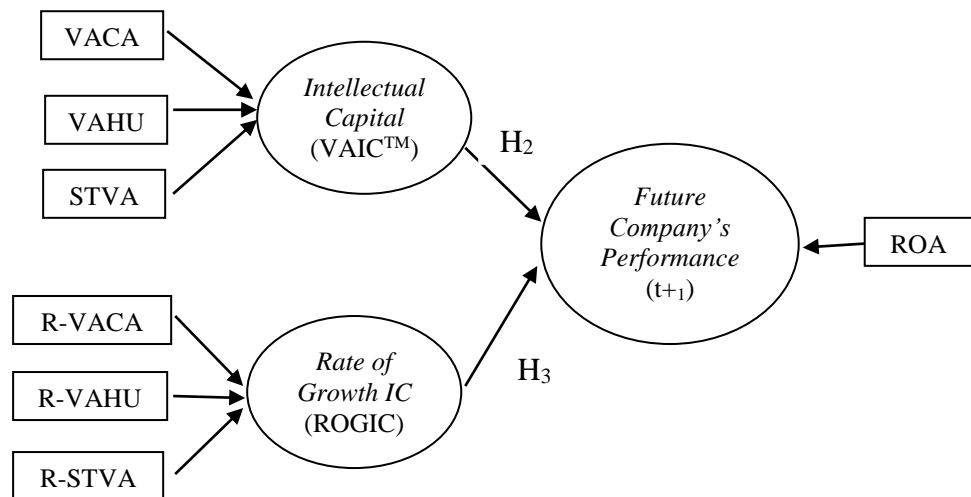 VACA
VAHU
STVA
Intellectual
Capital
(VAIC™)
H2
Future
Company’s
Performance
(t+1)
ROA
R-VACA
R-VAHU
R-STVA
Rate of
Growth IC
(ROGIC)
H3